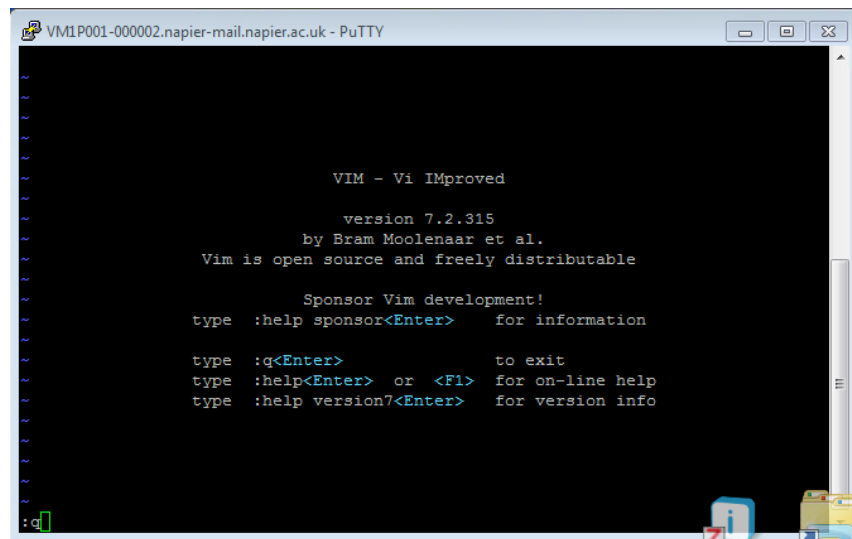 VM1P001-000002.napier-mail.napier.ac.uk - PuTTY
~
~
~
~
~
~
~ VIM - Vi IMproved
~
~ version 7.2.315
~ by Bram Moolenaar et al.
~ Vim is open source and freely distributable
~
~ Sponsor Vim development!
~ type :help sponsor<Enter> for information
~
~ type :q<Enter> to exit
~ type :help<Enter> or <F1> for on-line help
~ type :help version7<Enter> for version info
~
~
~
~
~
:q